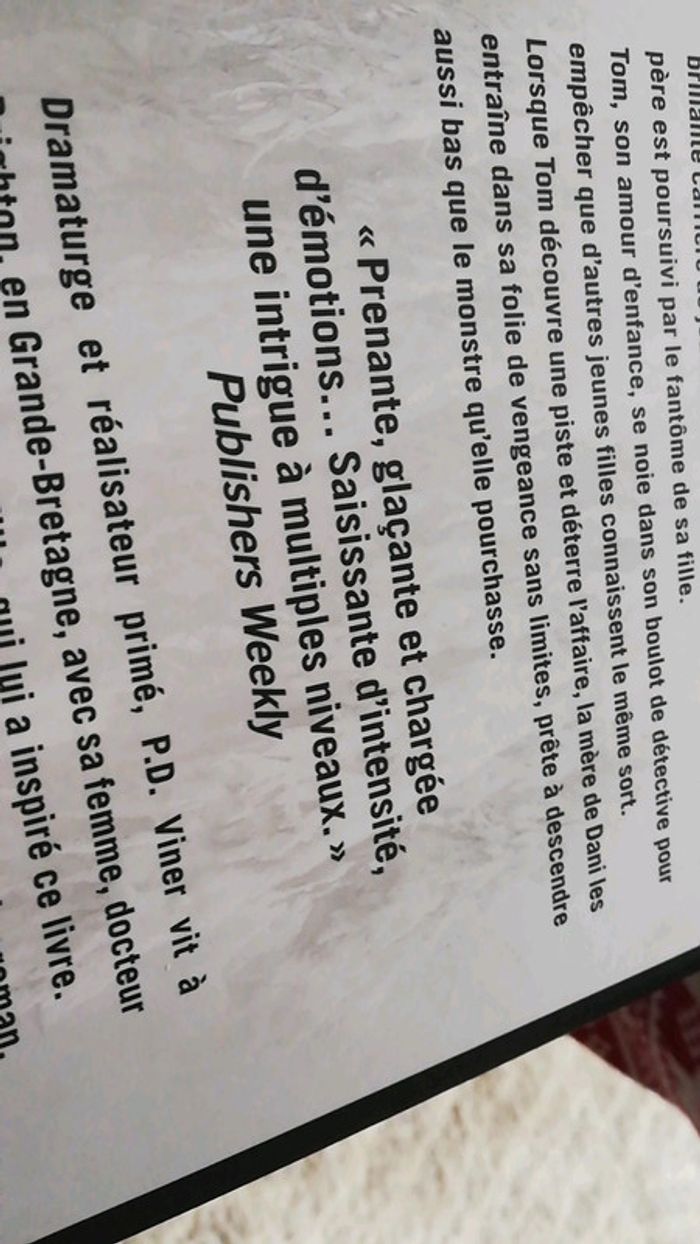 père est poursuivi par le fantôme de sa fille.
Tom, son amour d'enfance, se noie dans son boulot de détective pour
empêcher que d'autres jeunes filles connaissent le même sort.
Lorsque Tom découvre une piste et déterre l'affaire, la mère de Dani les
entraîne dans sa folie de vengeance sans limites, prête à descendre
aussi bas que le monstre qu'elle pourchasse.
« Prenante, glaçante et chargée
d'émotions... Saisissante d'intensité,
une intrigue à multiples niveaux. »
Publishers Weekly
Dramaturge et réalisateur primé, P.D. Viner vit à
Brighton, en Grande-Bretagne, avec sa femme, docteur
qui lui a inspiré ce livre.
roman,